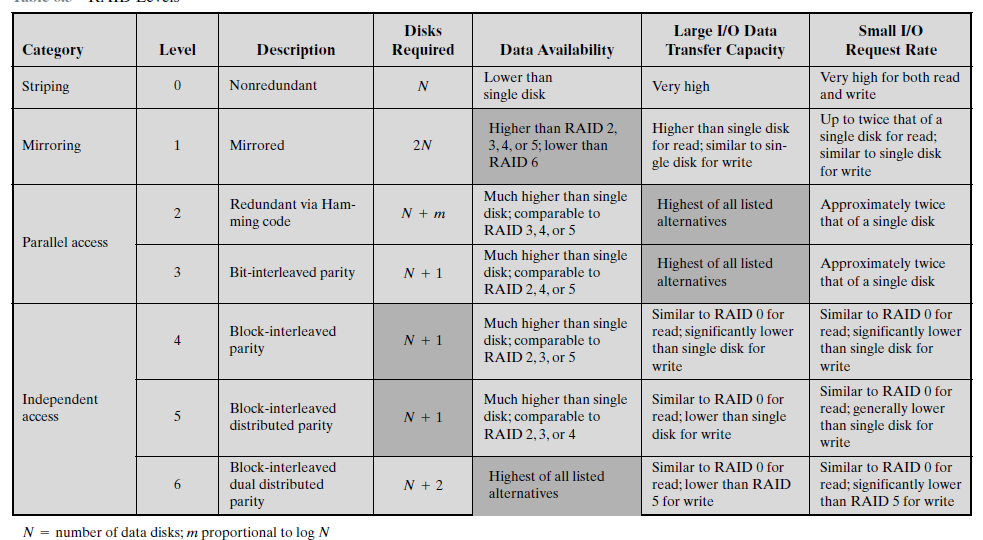 Category Level Description Disks Required Data Availability Large I/O Data Transfer Capacity Small I/O Request Rate
Striping 0 Nonredundant N Lower than single disk Very high Very high for both read and write
Mirroring 1 Mirrored 2N Higher than RAID 2, 3, 4, or 5; lower than RAID 6 Higher than single disk for read; similar to sin-gle disk for write Up to twice that of a single disk for read; similar to single disk for write
Parallel access 2 Redundant via Ham-ming code N + m Much higher than single disk; comparable to RAID 3, 4, or 5 Highest of all listed alternatives Approximately twice that of a single disk
3 Bit-interleaved parity N + 1 Much higher than single disk; comparable to RAID 2, 4, or 5 Highest of all listed alternatives Approximately twice that of a single disk
Independent access 4 Block-interleaved parity N + 1 Much higher than single disk; comparable to RAID 2, 3, or 5 Similar to RAID 0 for read; significantly lower than single disk for write Similar to RAID 0 for read; significantly lower than single disk for write
5 Block-interleaved distributed parity N + 1 Much higher than single disk; comparable to RAID 2, 3, or 4 Similar to RAID 0 for read; lower than single disk for write Similar to RAID 0 for read; generally lower than single disk for write
6 Block-interleaved dual distributed parity N + 2 Highest of all listed alternatives Similar to RAID 0 for read; lower than RAID 5 for write Similar to RAID 0 for read; significantly lower than RAID 5 for write
N = number of data disks; m proportional to log N